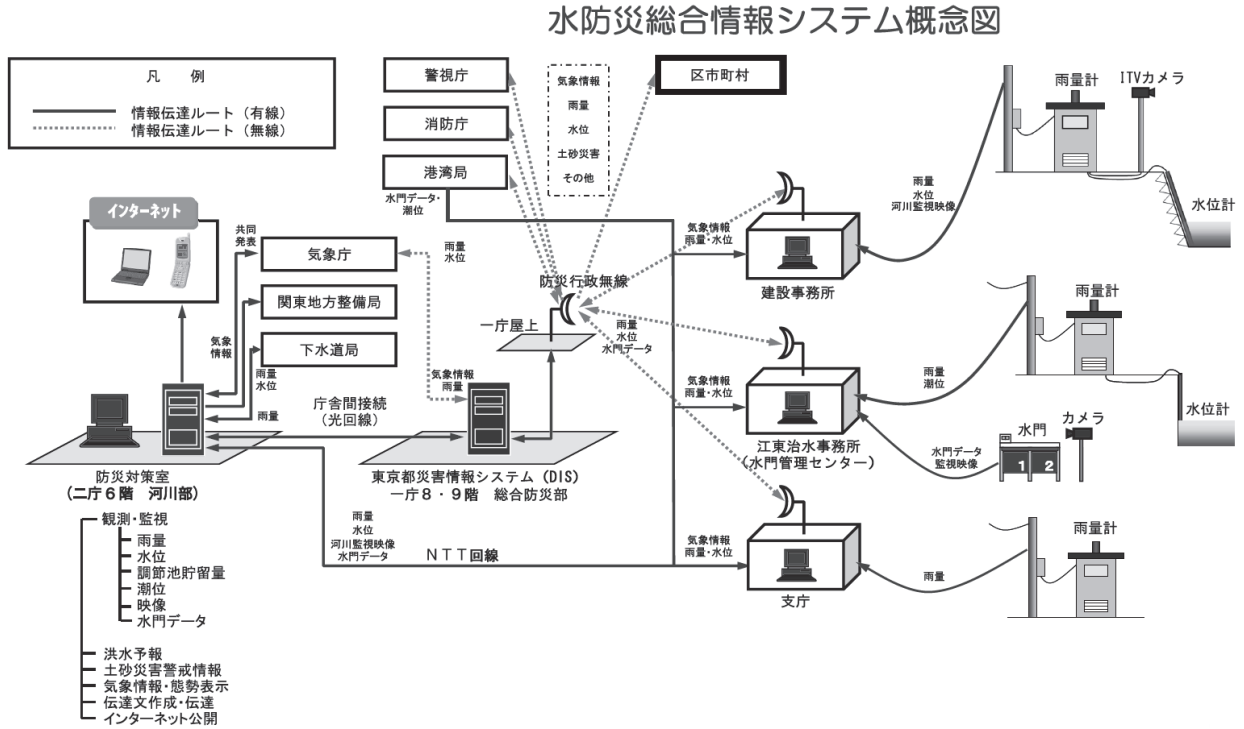 水防災総合情報システム概念図
凡　例
情報伝達ルート（有線）
情報伝達ルート（無線）
警視庁
消防庁
港湾局
水門データ・
潮位
気象情報
雨量
水位
土砂災害
その他
区市町村
インターネット
共同
発表
気象庁
関東地方整備局
下水道局
気象
情報
雨量
水位
雨量
雨量
水位
気象情報
雨量
防災行政無線
一庁屋上
雨量
水位
水門データ
庁舎間接続
（光回線）
防災対策室
（二庁６階　河川部）
東京都災害情報システム（DIS）
一庁８・９階　総合防災部
観測・監視
雨量
水位
調節池貯留量
潮位
映像
水門データ
洪水予報
土砂災害警戒情報
気象情報・態勢表示
伝達文作成・伝達
インターネット公開
雨量
水位
河川監視映像
水門データ
ＮＴＴ回線
気象情報
雨量・水位
建設事務所
気象情報
雨量・水位
江東治水事務所
（水門管理センター）
気象情報
雨量・水位
支庁
雨量
水位
河川監視映像
雨量計
ITVカメラ
水位計
雨量
潮位
雨量計
水位計
水門データ
監視映像
水門
カメラ
1 2
雨量
雨量計